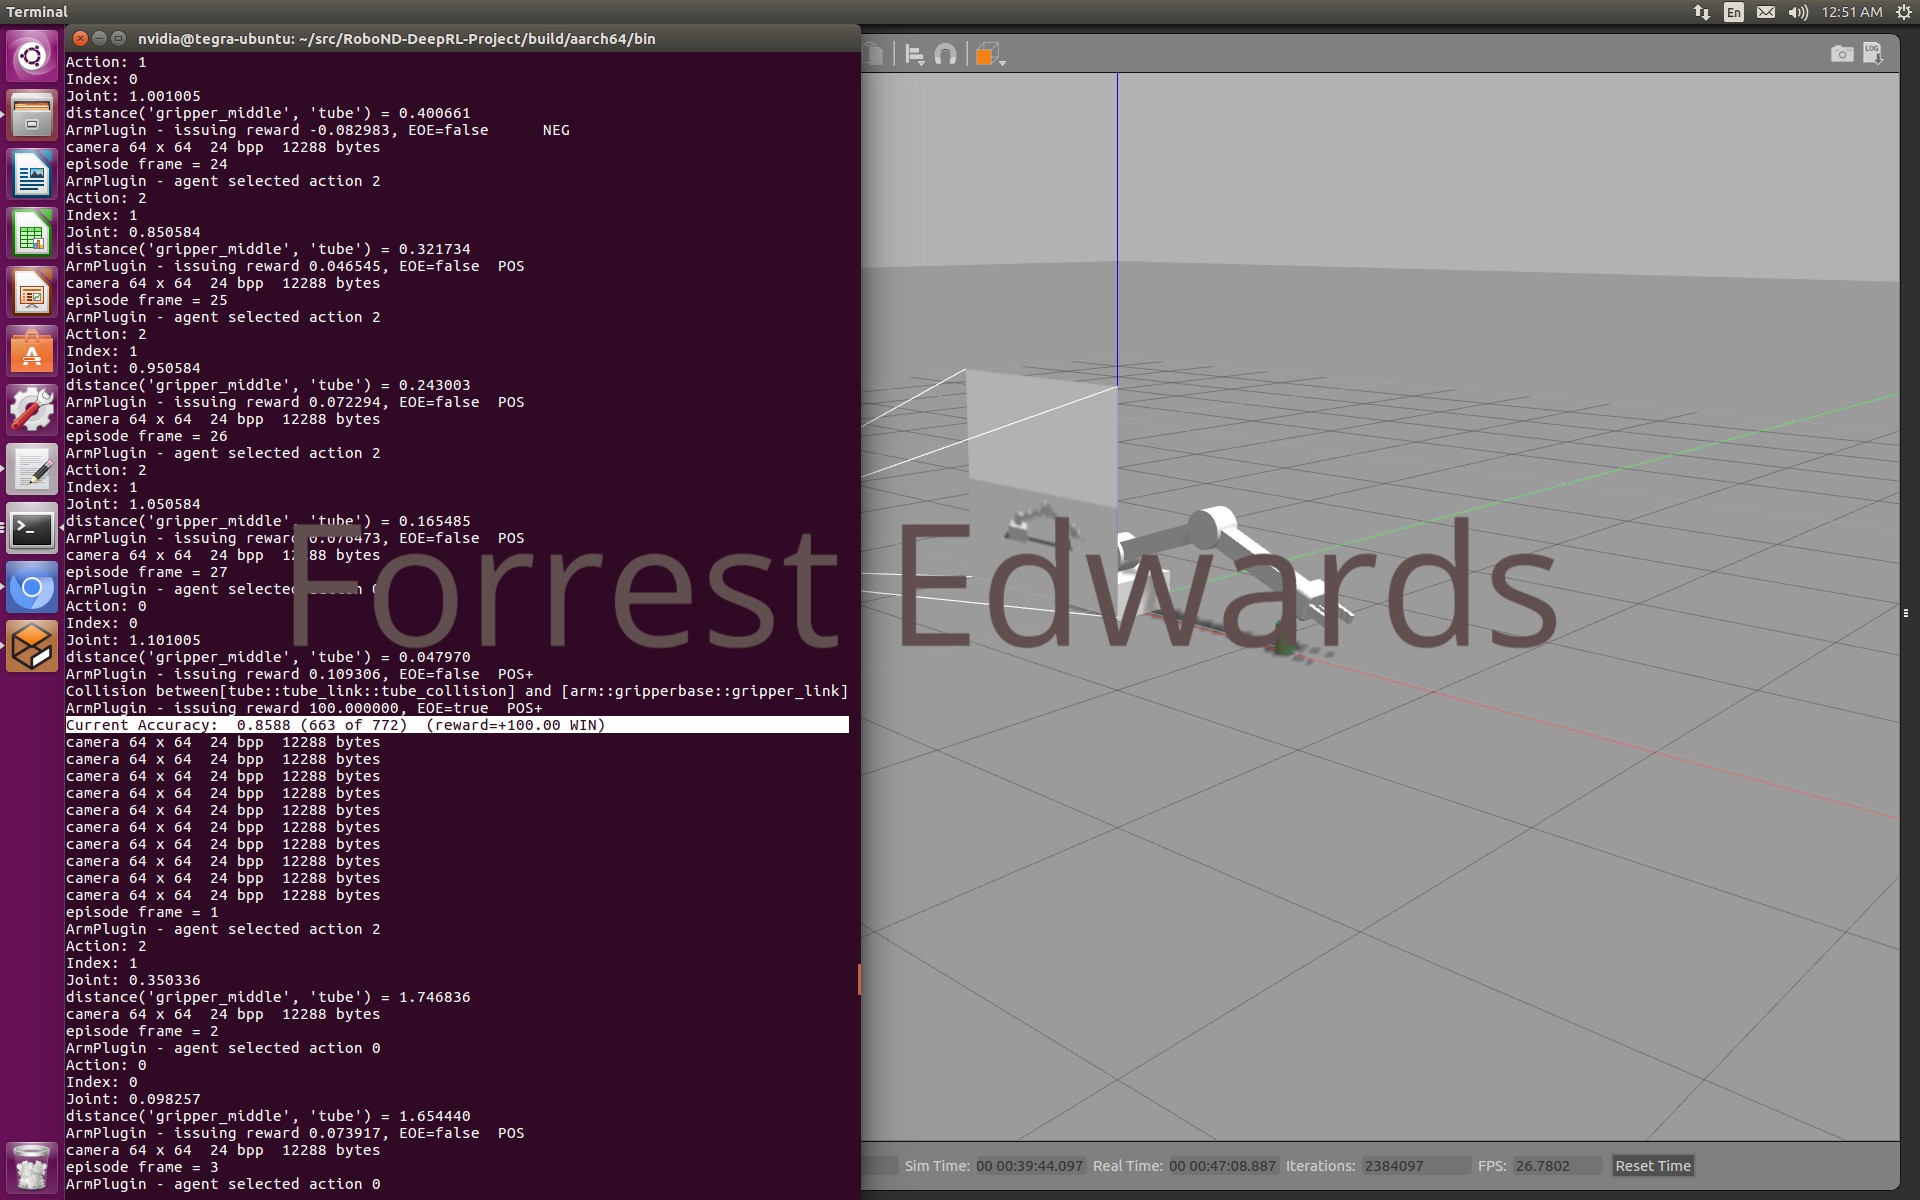 Terminal
En
12:51 AM
nvidia@tegra-ubuntu: ~/src/RoboND-DeepRL-Project/build/aarch64/bin
LOG
Action: 1
Index: 0
Joint: 1.001005
distance('gripper_middle', 'tube') = 0.400661
ArmPlugin - issuing reward -0.082983, EOE=false      NEG
camera 64 x 64  24 bpp  12288 bytes
episode frame = 24
ArmPlugin - agent selected action 2
Action: 2
Index: 1
Joint: 0.850584
distance('gripper_middle', 'tube') = 0.321734
ArmPlugin - issuing reward 0.046545, EOE=false  POS
camera 64 x 64  24 bpp  12288 bytes
episode frame = 25
ArmPlugin - agent selected action 2
Action: 2
Index: 1
Joint: 0.950584
distance('gripper_middle', 'tube') = 0.243003
ArmPlugin - issuing reward 0.072294, EOE=false  POS
camera 64 x 64  24 bpp  12288 bytes
episode frame = 26
ArmPlugin - agent selected action 2
Action: 2
Index: 1
Joint: 1.050584
distance('gripper_middle', 'tube') = 0.165485
ArmPlugin - issuing reward 0.076473, EOE=false  POS
camera 64 x 64  24 bpp  12288 bytes
episode frame = 27
ArmPlugin - agent selected action 0
Action: 0
Index: 0
Joint: 1.101005
distance('gripper_middle', 'tube') = 0.047970
ArmPlugin - issuing reward 0.109306, EOE=false  POS+
Collision between[tube::tube_link::tube_collision] and [arm::gripperbase::gripper_link]
ArmPlugin - issuing reward 100.000000, EOE=true  POS+
Current Accuracy:  0.8588 (663 of 772)  (reward=+100.00 WIN)
camera 64 x 64  24 bpp  12288 bytes
camera 64 x 64  24 bpp  12288 bytes
camera 64 x 64  24 bpp  12288 bytes
camera 64 x 64  24 bpp  12288 bytes
camera 64 x 64  24 bpp  12288 bytes
camera 64 x 64  24 bpp  12288 bytes
camera 64 x 64  24 bpp  12288 bytes
camera 64 x 64  24 bpp  12288 bytes
camera 64 x 64  24 bpp  12288 bytes
camera 64 x 64  24 bpp  12288 bytes
episode frame = 1
ArmPlugin - agent selected action 2
Action: 2
Index: 1
Joint: 0.350336
distance('gripper_middle', 'tube') = 1.746836
camera 64 x 64  24 bpp  12288 bytes
episode frame = 2
ArmPlugin - agent selected action 0
Action: 0
Index: 0
Joint: 0.098257
distance('gripper_middle', 'tube') = 1.654440
ArmPlugin - issuing reward 0.073917, EOE=false  POS
camera 64 x 64  24 bpp  12288 bytes
episode frame = 3
ArmPlugin - agent selected action 0
Forrest Edwards
Sim Time: 00 00:39:44.097 Real Time: 00 00:47:08.887 Iterations: 2384097 FPS: 26.7802 Reset Time